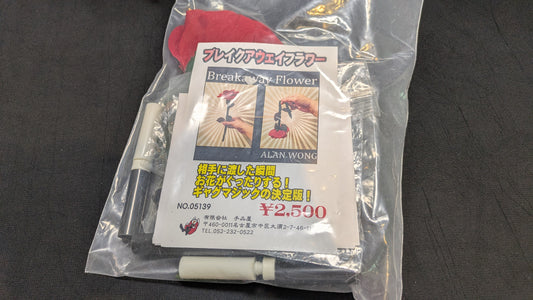 ブレイクアウェイフラワー
Breakaway Flower
ALAN WONG
相手に渡した瞬間
お花がぐったりする！
ギャグマジックの決定版！
NO.05139
¥2,500
有限会社 手品屋
〒460-0011名古屋市中区大須2-7-46-1F
TEL.052-232-0522